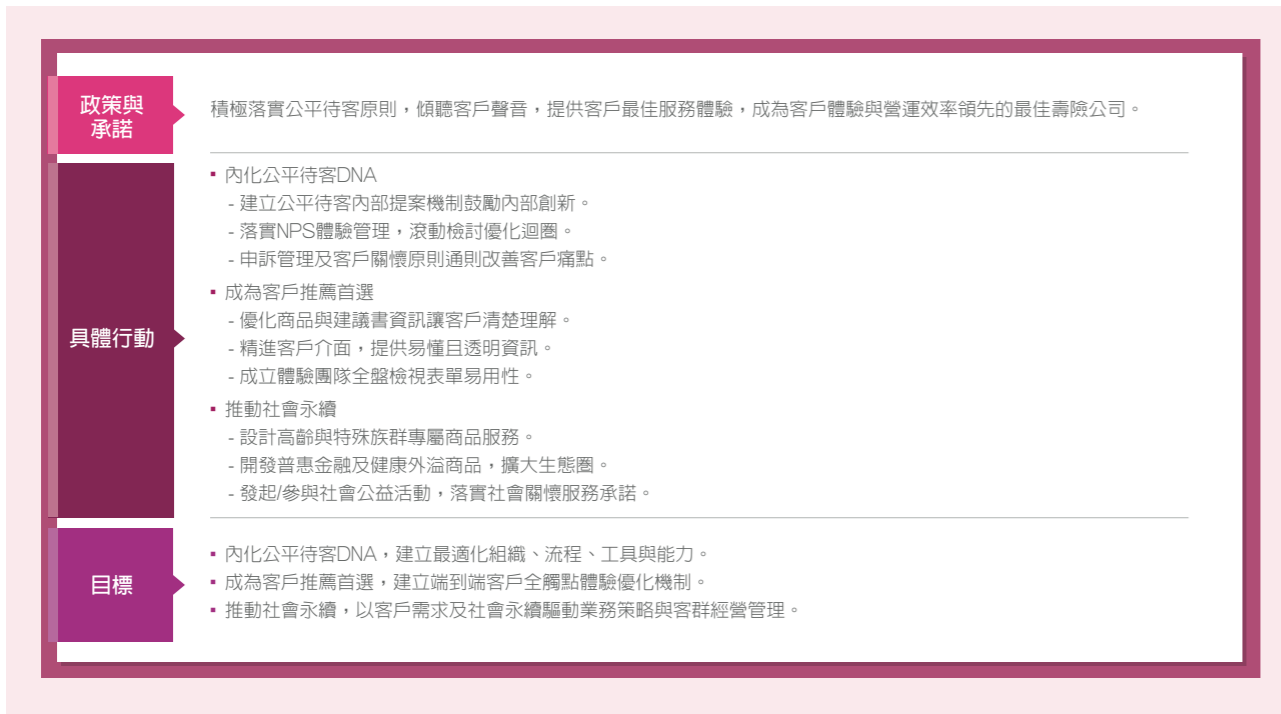 政策與
承諾
積極落實公平待客原則，傾聽客戶聲音，提供客戶最佳服務體驗，成為客戶體驗與營運效率領先的最佳壽險公司。
具體行動
▪ 內化公平待客DNA
- 建立公平待客內部提案機制鼓勵內部創新。
- 落實NPS體驗管理，滾動檢討優化迴圈。
- 申訴管理及客戶關懷原則通則改善客戶痛點。
▪ 成為客戶推薦首選
- 優化商品與建議書資訊讓客戶清楚理解。
- 精進客戶介面，提供易懂且透明資訊。
- 成立體驗團隊全盤檢視表單易用性。
▪ 推動社會永續
- 設計高齡與特殊族群專屬商品服務。
- 開發普惠金融及健康外溢商品，擴大生態圈。
- 發起/參與社會公益活動，落實社會關懷服務承諾。
目標
▪ 內化公平待客DNA，建立最適化組織、流程、工具與能力。
▪ 成為客戶推薦首選，建立端到端客戶全觸點體驗優化機制。
▪ 推動社會永續，以客戶需求及社會永續驅動業務策略與客群經營管理。